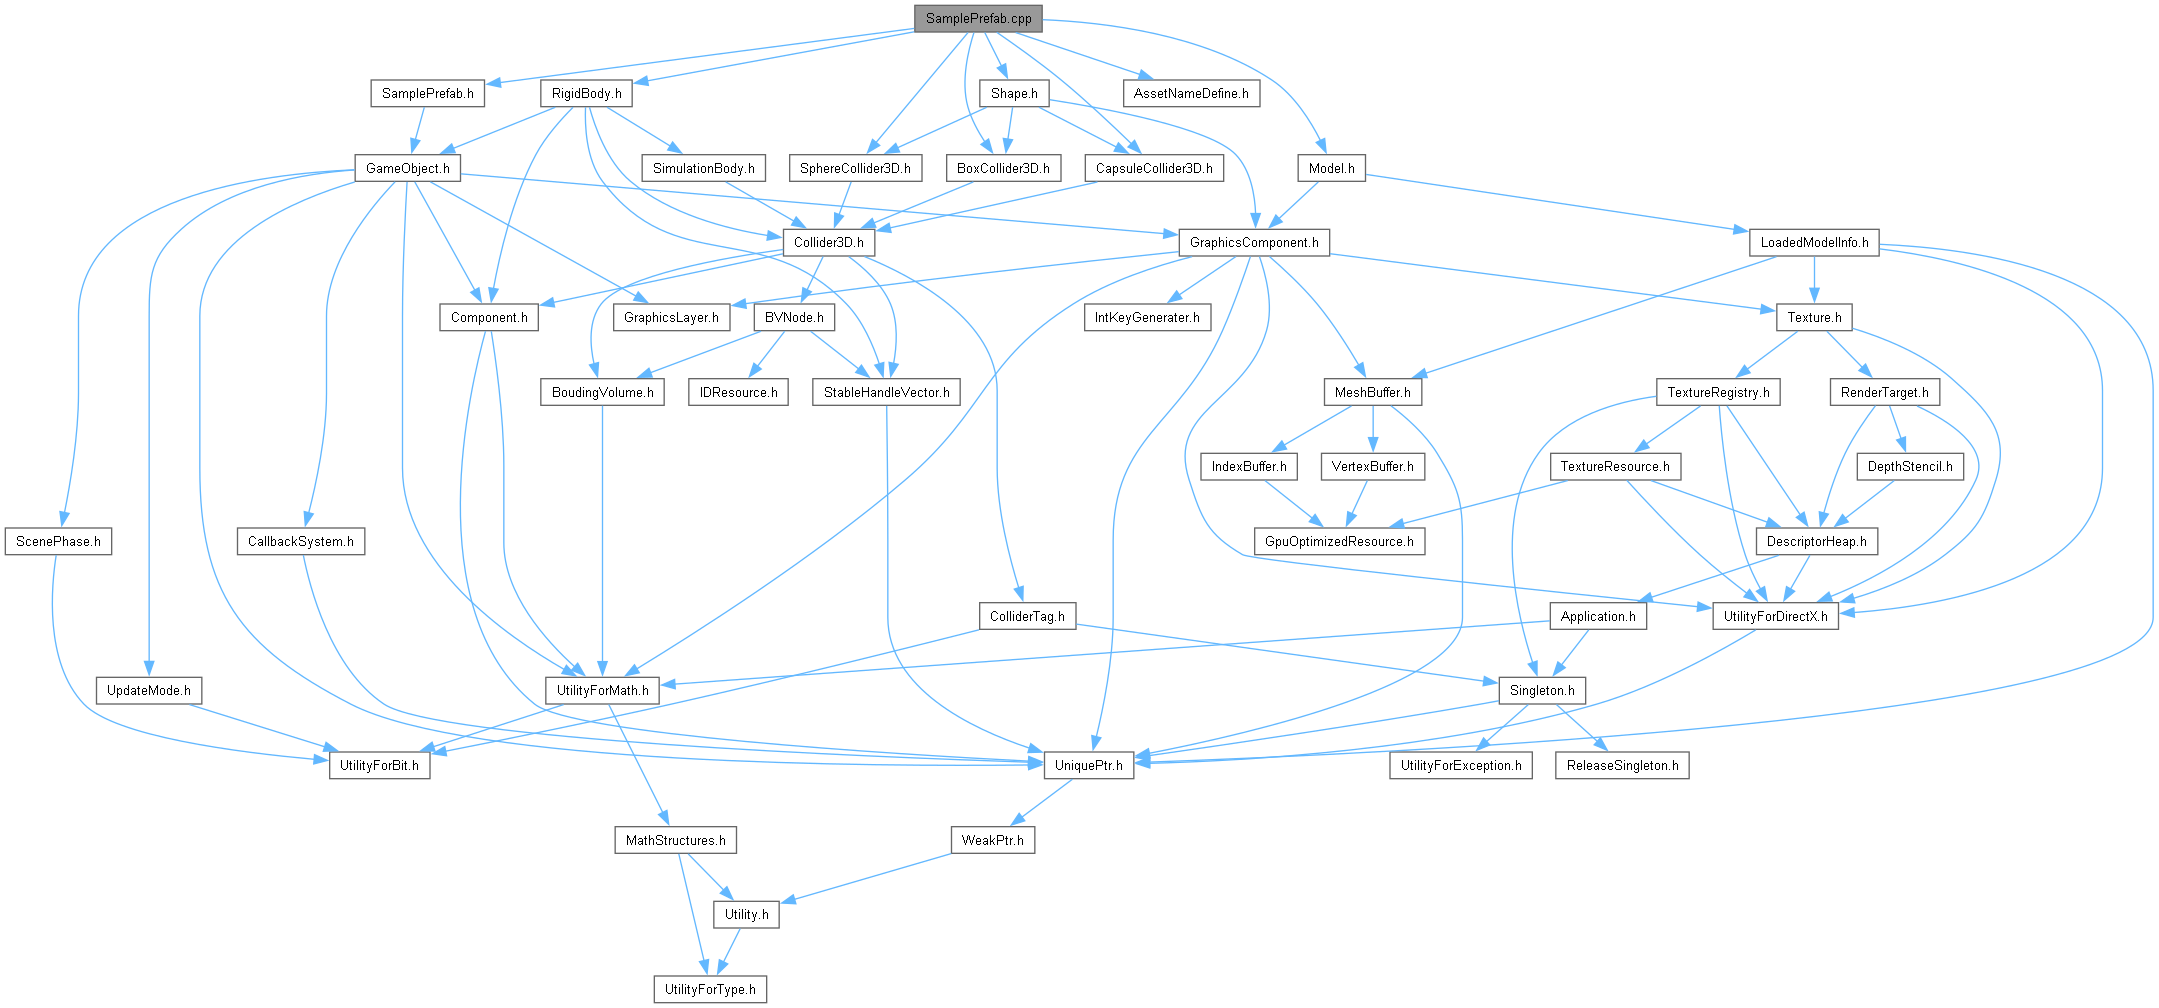 SamplePrefab.cpp
SamplePrefab.h
RigidBody.h
Shape.h
AssetNameDefine.h
GameObject.h
SimulationBody.h
SphereCollider3D.h
BoxCollider3D.h
CapsuleCollider3D.h
Model.h
Collider3D.h
GraphicsComponent.h
LoadedModelInfo.h
Component.h
GraphicsLayer.h
BVNode.h
IntKeyGenerater.h
Texture.h
BoudingVolume.h
IDResource.h
StableHandleVector.h
MeshBuffer.h
TextureRegistry.h
RenderTarget.h
IndexBuffer.h
VertexBuffer.h
TextureResource.h
DepthStencil.h
ScenePhase.h
CallbackSystem.h
GpuOptimizedResource.h
DescriptorHeap.h
ColliderTag.h
Application.h
UtilityForDirectX.h
UpdateMode.h
UtilityForMath.h
Singleton.h
UtilityForBit.h
UniquePtr.h
UtilityForException.h
ReleaseSingleton.h
MathStructures.h
WeakPtr.h
Utility.h
UtilityForType.h